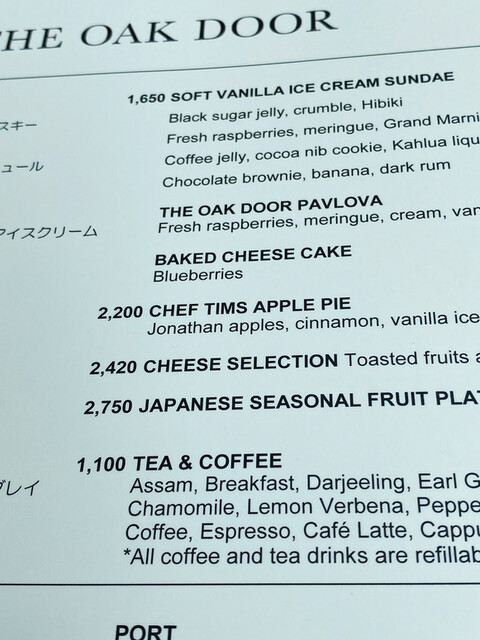 THE OAK DOOR
1,650 SOFT VANILLA ICE CREAM SUNDAE
スキー Black sugar jelly, crumble, Hibiki
Fresh raspberries, meringue, Grand Marni
ュール Coffee jelly, cocoa nib cookie, Kahlua liqu
Chocolate brownie, banana, dark rum
THE OAK DOOR PAVLOVA
アイスクリーム Fresh raspberries, meringue, cream, van
BAKED CHEESE CAKE
Blueberries
2,200 CHEF TIMS APPLE PIE
Jonathan apples, cinnamon, vanilla ice
2,420 CHEESE SELECTION Toasted fruits a
2,750 JAPANESE SEASONAL FRUIT PLA
1,100 TEA & COFFEE
グレイ Assam, Breakfast, Darjeeling, Earl G
Chamomile, Lemon Verbena, Peppe
Coffee, Espresso, Café Latte, Cappu
*All coffee and tea drinks are refillab
PORT